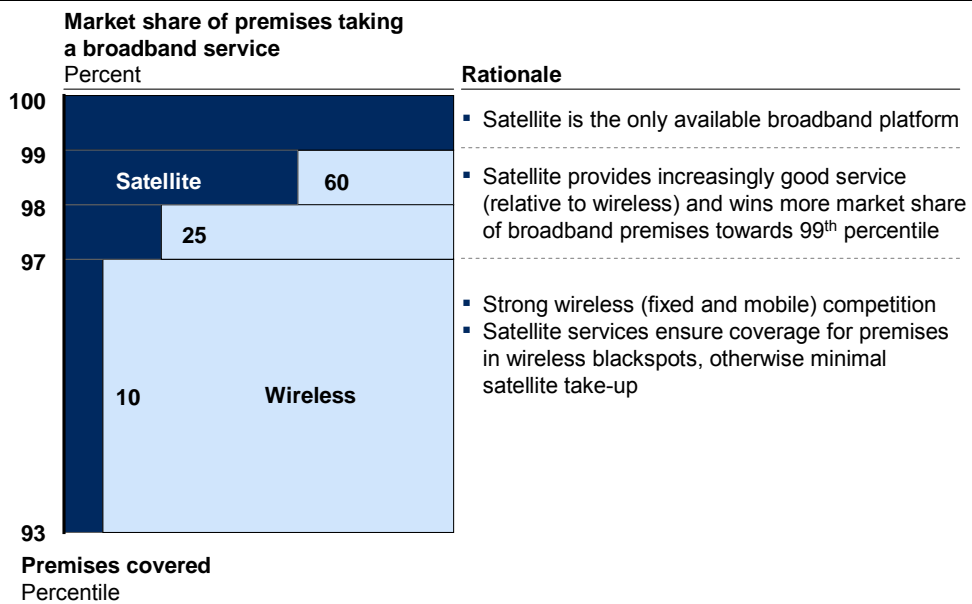 Market share of premises taking
a broadband service
Percent
Rationale
100
99
98
97
93
Satellite
60
25
10
Wireless
▪ Satellite is the only available broadband platform
▪ Satellite provides increasingly good service
(relative to wireless) and wins more market share
of broadband premises towards 99th percentile
▪ Strong wireless (fixed and mobile) competition
▪ Satellite services ensure coverage for premises
in wireless blackspots, otherwise minimal
satellite take-up
Premises covered
Percentile